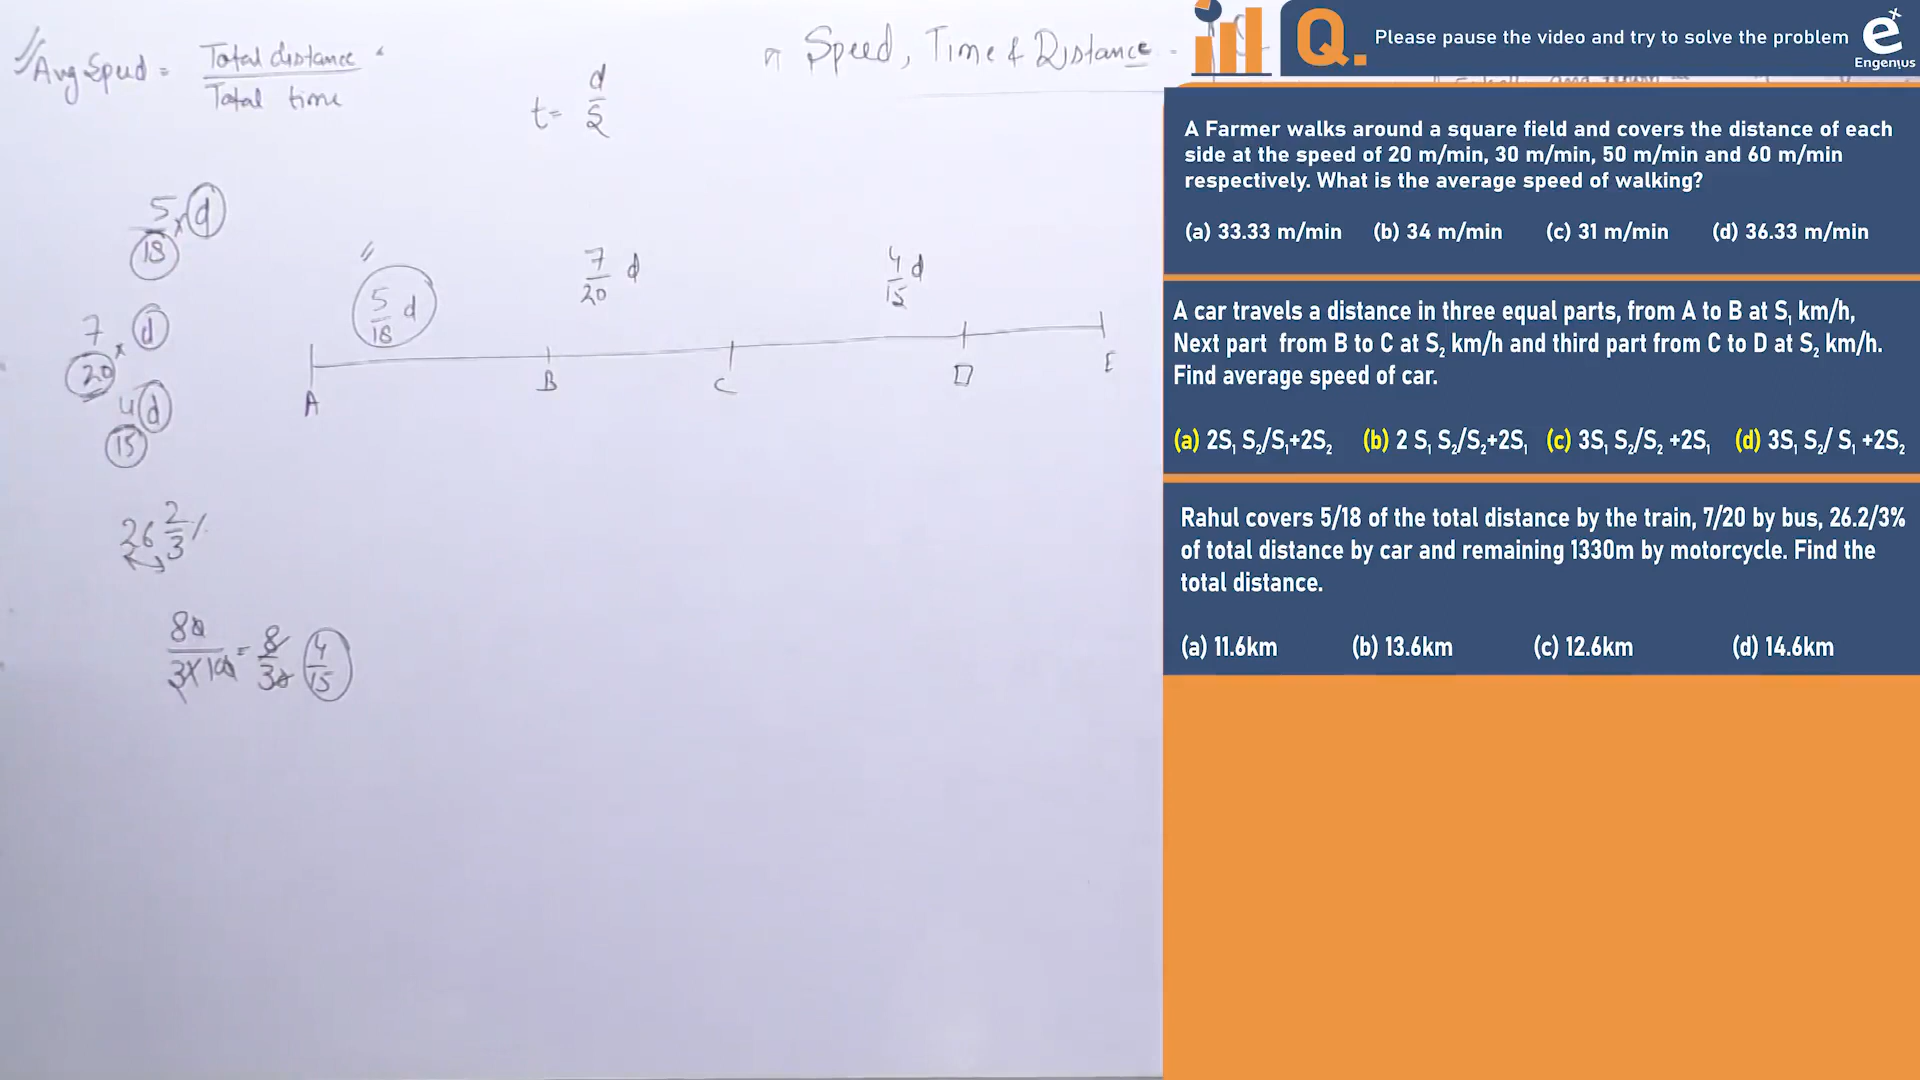 Avg Speed = Total distance
Total time
t = d
S
Speed, Time & Distance
5 × d
18
7 × d
20
4 d
15
26 2/3 %
80
3×100 = 8/30 4/15
5/18 d
7/20 d
4/15 d
A B C D E
Q. Please pause the video and try to solve the problem
e^x
Engenius
A Farmer walks around a square field and covers the distance of each
side at the speed of 20 m/min, 30 m/min, 50 m/min and 60 m/min
respectively. What is the average speed of walking?
(a) 33.33 m/min (b) 34 m/min (c) 31 m/min (d) 36.33 m/min
A car travels a distance in three equal parts, from A to B at S₁ km/h,
Next part from B to C at S₂ km/h and third part from C to D at S₂ km/h.
Find average speed of car.
(a) 2S₁ S₂/S₁+2S₂ (b) 2 S₁ S₂/S₂+2S₁ (c) 3S₁ S₂/S₂ +2S₁ (d) 3S₁ S₂/ S₁ +2S₂
Rahul covers 5/18 of the total distance by the train, 7/20 by bus, 26.2/3%
of total distance by car and remaining 1330m by motorcycle. Find the
total distance.
(a) 11.6km (b) 13.6km (c) 12.6km (d) 14.6km